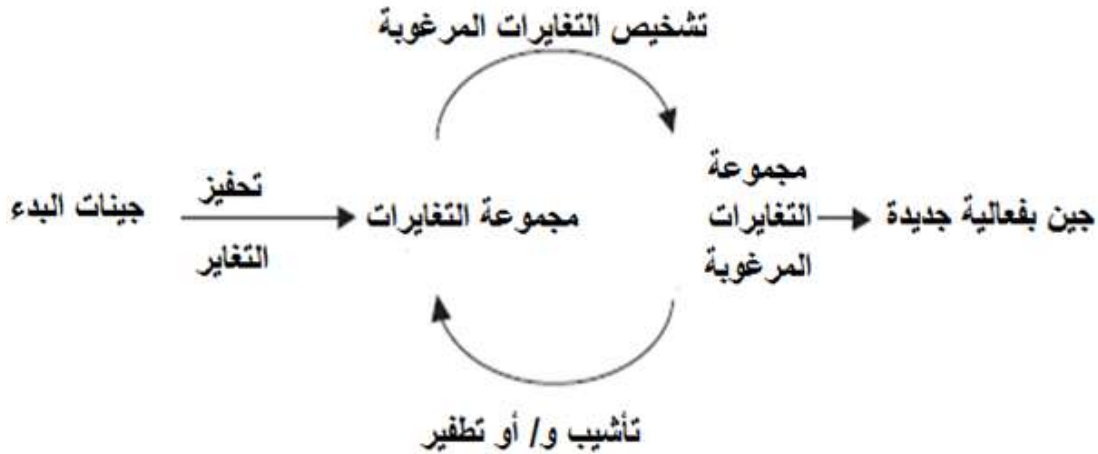 تشخيص التغايرات المرغوبة
جينات البدء
تحفيز
التغاير
مجموعة التغايرات
مجموعة
التغايرات
المرغوبة
جين بفعالية جديدة
تأشيب و/ أو تطفير